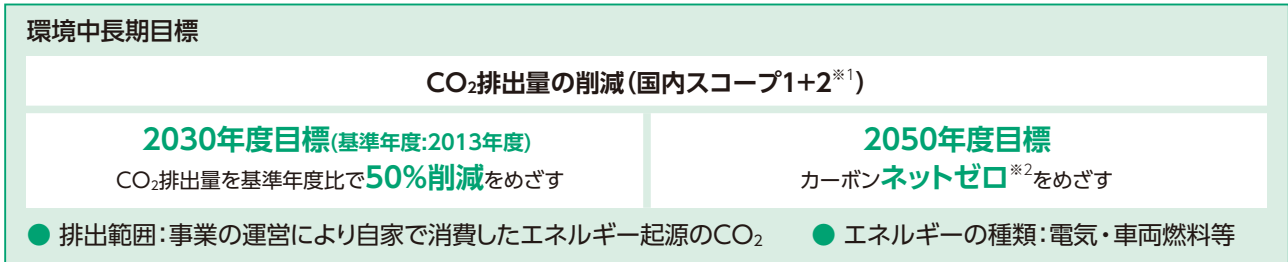 環境中長期目標
CO₂排出量の削減(国内スコープ1+2※1)
2030年度目標(基準年度:2013年度)
CO₂排出量を基準年度比で50%削減をめざす
2050年度目標
カーボンネットゼロ※2をめざす
● 排出範囲:事業の運営により自家で消費したエネルギー起源のCO₂
● エネルギーの種類:電気・車両燃料等